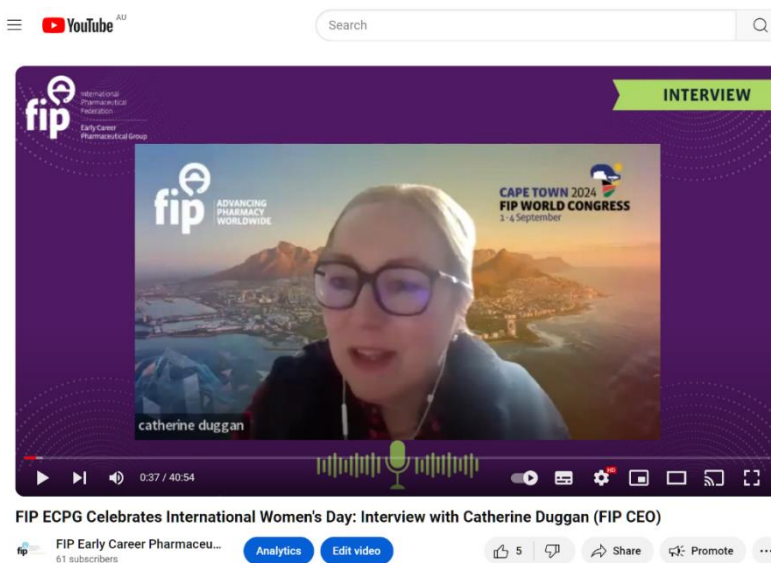 YouTube AU
Search
fip
International
Pharmaceutical
Federation
Early Career
Pharmaceutical Group
INTERVIEW
fip
ADVANCING
PHARMACY
WORLDWIDE
CAPE TOWN 2024
FIP WORLD CONGRESS
1-4 September
catherine duggan
0:37 / 40:54
HD
FIP ECPG Celebrates International Women's Day: Interview with Catherine Duggan (FIP CEO)
fip
FIP Early Career Pharmaceu...
61 subscribers
Analytics
Edit video
5
Share
Promote